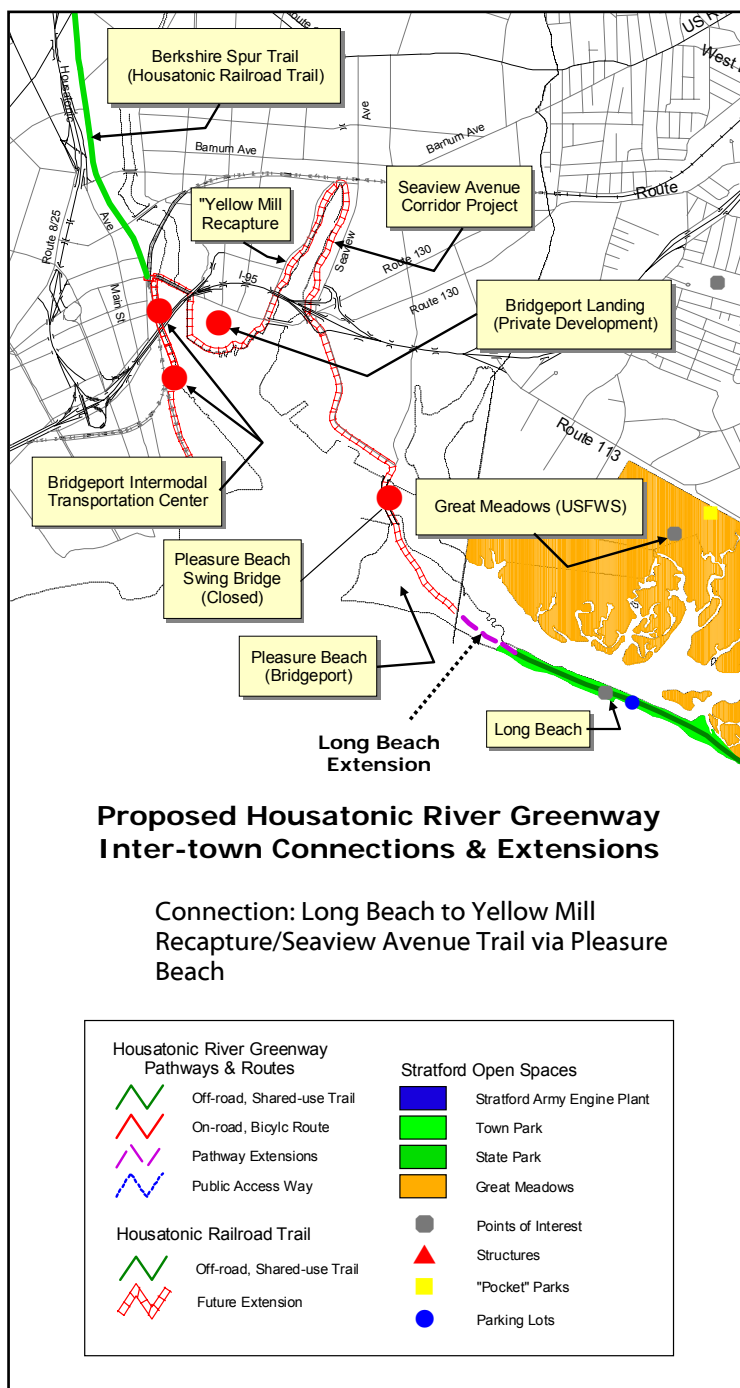 US R
West
Housatonic
Berkshire Spur Trail
(Housatonic Railroad Trail)
Ave
Barnum Ave
Barnum Ave
"Yellow Mill
Recapture
Seaview Avenue
Corridor Project
Route
Route 8/25
Ave
Seaview
Route 130
I-95
Main St
Route 130
Bridgeport Landing
(Private Development)
Route 113
Bridgeport Intermodal
Transportation Center
Great Meadows (USFWS)
Pleasure Beach
Swing Bridge
(Closed)
Pleasure Beach
(Bridgeport)
Long Beach
Long Beach
Extension
Proposed Housatonic River Greenway
Inter-town Connections & Extensions
Connection: Long Beach to Yellow Mill
Recapture/Seaview Avenue Trail via Pleasure
Beach
Housatonic River Greenway
Pathways & Routes
Off-road, Shared-use Trail
On-road, Bicylc Route
Pathway Extensions
Public Access Way
Housatonic Railroad Trail
Off-road, Shared-use Trail
Future Extension
Stratford Open Spaces
Stratford Army Engine Plant
Town Park
State Park
Great Meadows
Points of Interest
Structures
"Pocket" Parks
Parking Lots